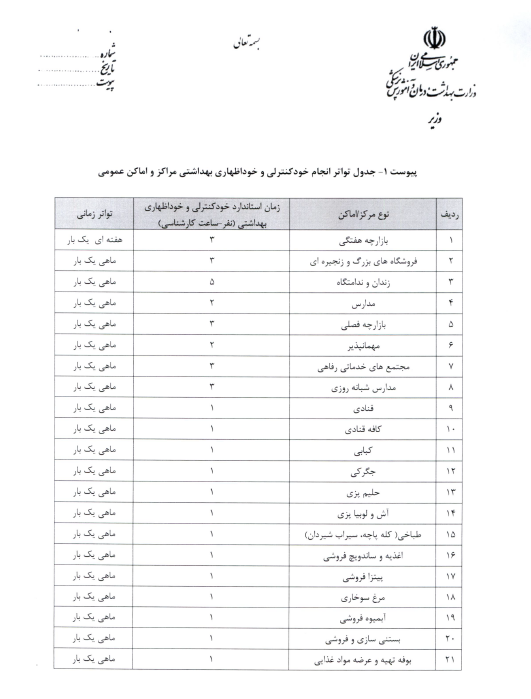 بسمه تعالی
جمهوری اسلامی ایران
وزارت بهداشت، درمان و آموزش پزشکی
وزیر
شماره
تاریخ
پیوست
پیوست ۱- جدول تواتر انجام خودکنترلی و خوداظهاری بهداشتی مراکز و اماکن عمومی
ردیف نوع مرکز/اماکن زمان استاندارد خودکنترلی و خوداظهاری بهداشتی (نفر-ساعت کارشناسی) تواتر زمانی
۱ بازارچه هفتگی ۳ هفته ای یک بار
۲ فروشگاه های بزرگ و زنجیره ای ۳ ماهی یک بار
۳ زندان و ندامتگاه ۵ ماهی یک بار
۴ مدارس ۲ ماهی یک بار
۵ بازارچه فصلی ۳ ماهی یک بار
۶ مهمانپذیر ۲ ماهی یک بار
۷ مجتمع های خدماتی رفاهی ۳ ماهی یک بار
۸ مدارس شبانه روزی ۳ ماهی یک بار
۹ قنادی ۱ ماهی یک بار
۱۰ کافه قنادی ۱ ماهی یک بار
۱۱ کبابی ۱ ماهی یک بار
۱۲ جگرکی ۱ ماهی یک بار
۱۳ حلیم پزی ۱ ماهی یک بار
۱۴ آش و لوبیا پزی ۱ ماهی یک بار
۱۵ طباخی( کله پاچه، سیراب شیردان) ۱ ماهی یک بار
۱۶ اغذیه و ساندویچ فروشی ۱ ماهی یک بار
۱۷ پیتزا فروشی ۱ ماهی یک بار
۱۸ مرغ سوخاری ۱ ماهی یک بار
۱۹ آبمیوه فروشی ۱ ماهی یک بار
۲۰ بستنی سازی و فروشی ۱ ماهی یک بار
۲۱ بوفه تهیه و عرضه مواد غذایی ۱ ماهی یک بار